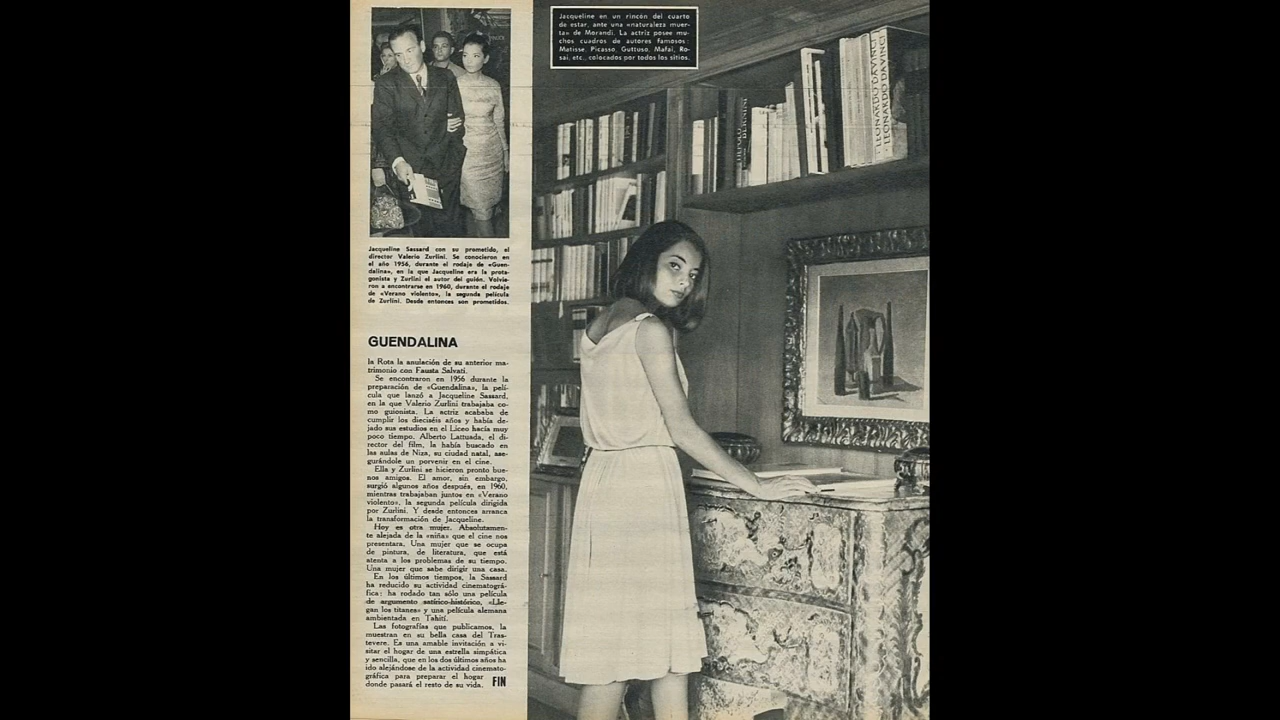 Jacqueline en un rincón del cuarto
de estar, ante una «naturaleza muer-
ta» de Morandi. La actriz posee mu-
chos cuadros de autores famosos:
Matisse, Picasso, Guttuso, Mafai, Ro-
sai, etc., colocados por todos los sitios.
Jacqueline Sassard con su prometido, el
director Valerio Zurlini. Se conocieron en
el año 1956, durante el rodaje de «Guen-
dalina», en la que Jacqueline era la prota-
gonista y Zurlini el autor del guión. Volvie-
ron a encontrarse en 1960, durante el rodaje
de «Verano violento», la segunda película
de Zurlini. Desde entonces son prometidos.
GUENDALINA
la Rota la anulación de su anterior ma-
trimonio con Fausta Salvati.
Se encontraron en 1956 durante la
preparación de «Guendalina», la pelí-
cula que lanzó a Jacqueline Sassard,
en la que Valerio Zurlini trabajaba co-
mo guionista. La actriz acababa de
cumplir los dieciséis años y había de-
jado sus estudios en el Liceo hacía muy
poco tiempo. Alberto Lattuada, el di-
rector del film, la había buscado en
las aulas de Niza, su ciudad natal, ase-
gurándole un porvenir en el cine.
Ella y Zurlini se hicieron pronto bue-
nos amigos. El amor, sin embargo,
surgió algunos años después, en 1960,
mientras trabajaban juntos en «Verano
violento», la segunda película dirigida
por Zurlini. Y desde entonces arranca
la transformación de Jacqueline.
Hoy es otra mujer. Absolutamen-
te alejada de la «niña» que el cine nos
presentara. Una mujer que se ocupa
de pintura, de literatura, que está
atenta a los problemas de su tiempo.
Una mujer que sabe dirigir una casa.
En los últimos tiempos, la Sassard
ha reducido su actividad cinematográ-
fica: ha rodado tan sólo una película
de argumento satírico-histórico, «Lle-
gan los titanes» y una película alemana
ambientada en Tahití.
Las fotografías que publicamos, la
muestran en su bella casa del Tras-
tevere. Es una amable invitación a vi-
sitar el hogar de una estrella simpática
y sencilla, que en los dos últimos años ha
ido alejándose de la actividad cinemato-
gráfica para preparar el hogar
donde pasará el resto de su vida. FIN
BERNINI
LEONARDO DA VINCI
LEONARDO DA VINCI